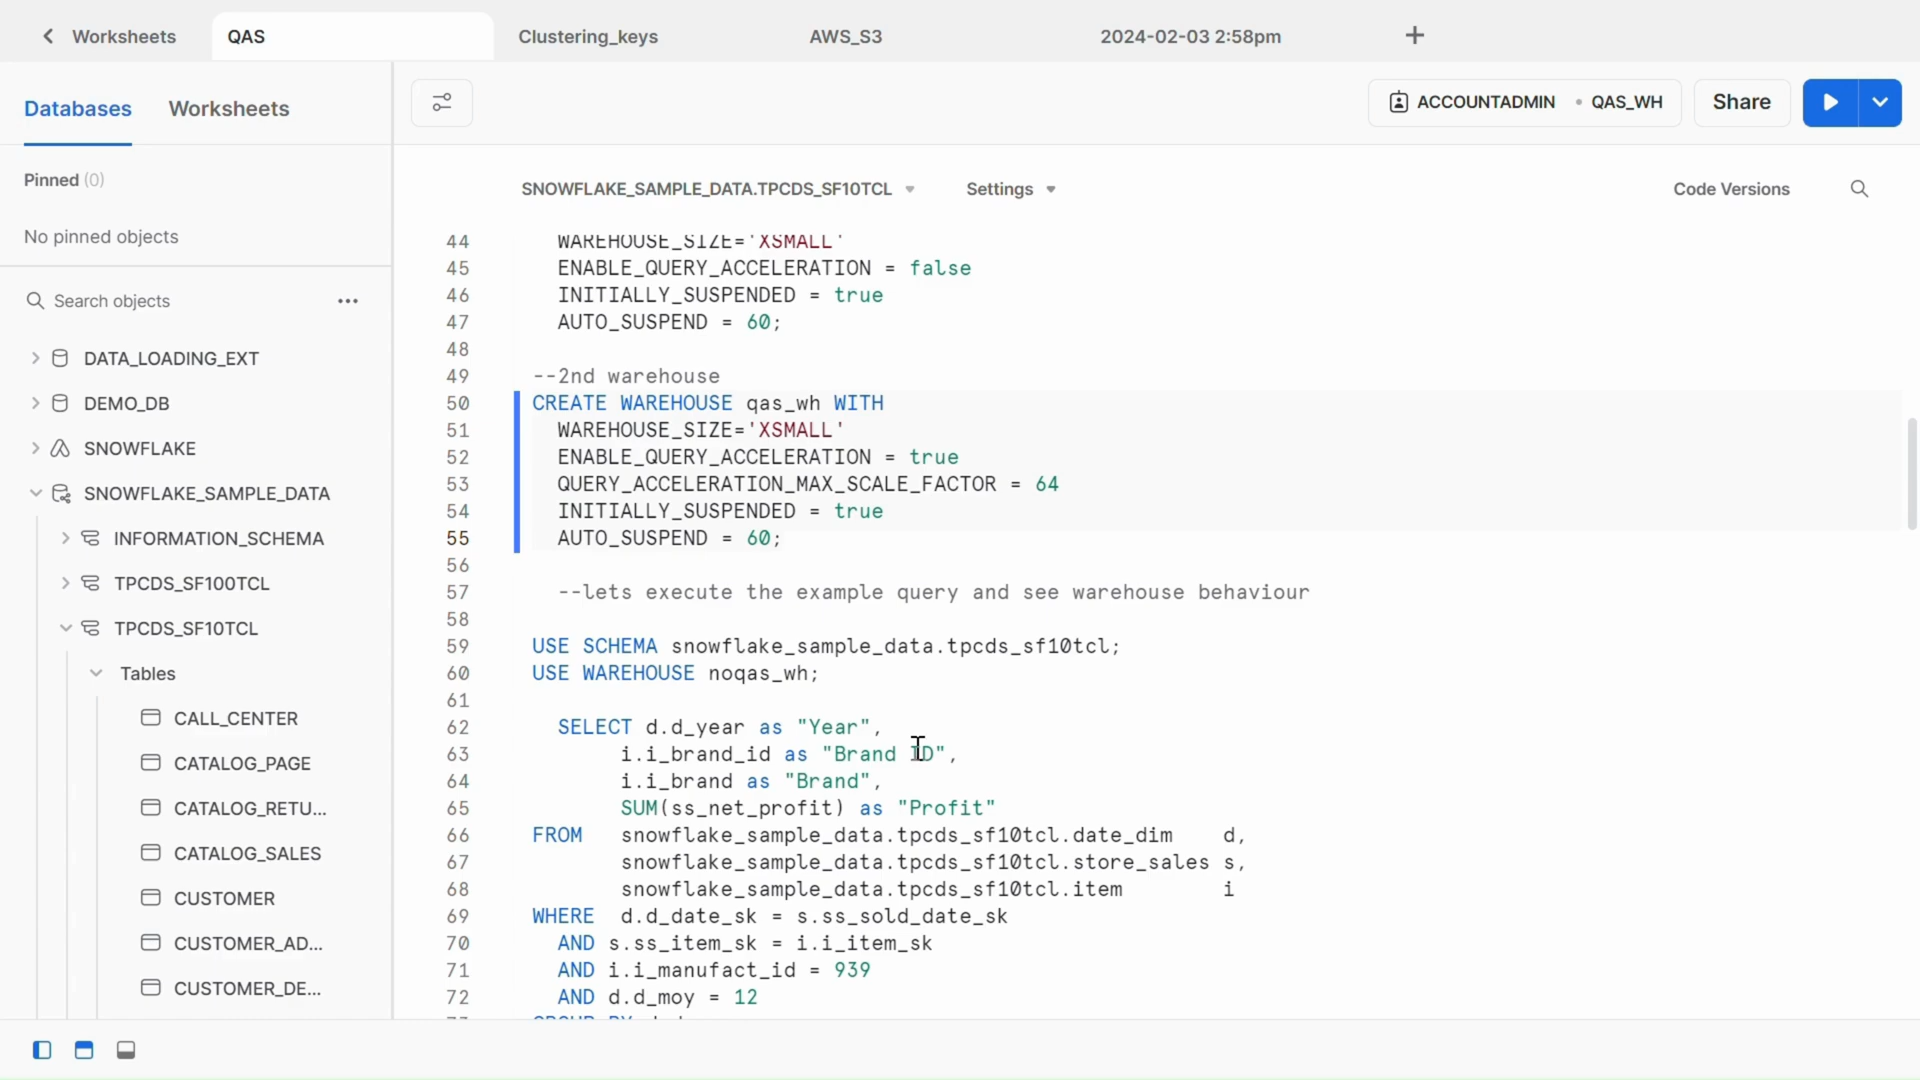 Worksheets
QAS
Clustering_keys
AWS_S3
2024-02-03 2:58pm
Databases
Worksheets
ACCOUNTADMIN • QAS_WH
Share
Pinned (0)
No pinned objects
Search objects
DATA_LOADING_EXT
DEMO_DB
SNOWFLAKE
SNOWFLAKE_SAMPLE_DATA
INFORMATION_SCHEMA
TPCDS_SF100TCL
TPCDS_SF10TCL
Tables
CALL_CENTER
CATALOG_PAGE
CATALOG_RETU...
CATALOG_SALES
CUSTOMER
CUSTOMER_AD...
CUSTOMER_DE...
SNOWFLAKE_SAMPLE_DATA.TPCDS_SF10TCL
Settings
Code Versions
44 WAREHOUSE_SIZE='XSMALL'
45 ENABLE_QUERY_ACCELERATION = false
46 INITIALLY_SUSPENDED = true
47 AUTO_SUSPEND = 60;
48
49 --2nd warehouse
50 CREATE WAREHOUSE qas_wh WITH
51 WAREHOUSE_SIZE='XSMALL'
52 ENABLE_QUERY_ACCELERATION = true
53 QUERY_ACCELERATION_MAX_SCALE_FACTOR = 64
54 INITIALLY_SUSPENDED = true
55 AUTO_SUSPEND = 60;
56
57 --lets execute the example query and see warehouse behaviour
58
59 USE SCHEMA snowflake_sample_data.tpcds_sf10tcl;
60 USE WAREHOUSE noqas_wh;
61
62 SELECT d.d_year as "Year",
63 i.i_brand_id as "Brand ID",
64 i.i_brand as "Brand",
65 SUM(ss_net_profit) as "Profit"
66 FROM snowflake_sample_data.tpcds_sf10tcl.date_dim d,
67 snowflake_sample_data.tpcds_sf10tcl.store_sales s,
68 snowflake_sample_data.tpcds_sf10tcl.item i
69 WHERE d.d_date_sk = s.ss_sold_date_sk
70 AND s.ss_item_sk = i.i_item_sk
71 AND i.i_manufact_id = 939
72 AND d.d_moy = 12